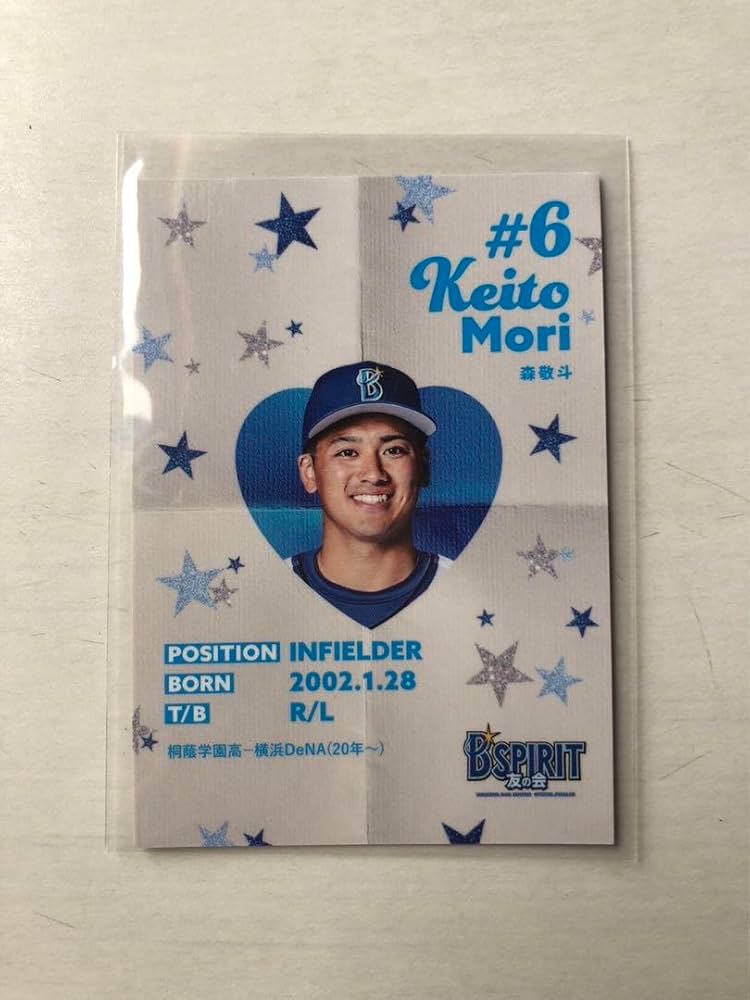 #6
Keito
Mori
森敬斗
B
POSITION INFIELDER
BORN 2002.1.28
T/B R/L
桐蔭学園高−横浜DeNA(20年〜)
B☆SPIRIT
友の会